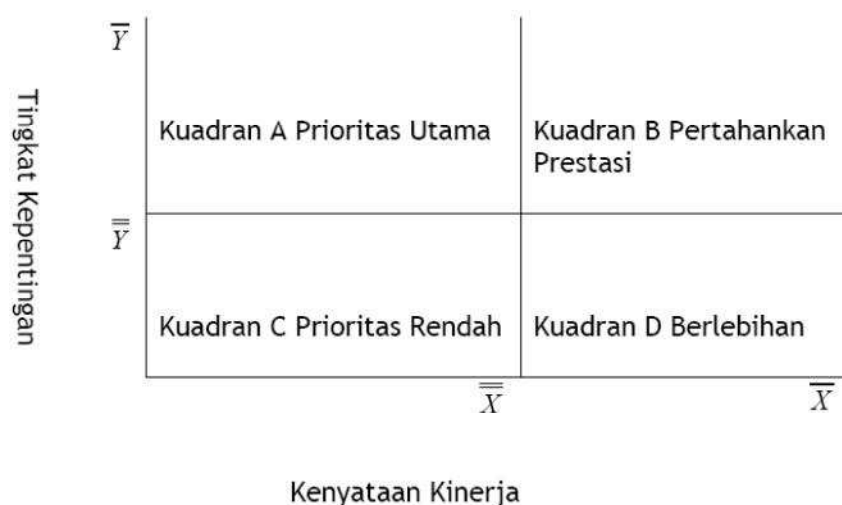 Y̅
Tingkat Kepentingan
Kuadran A Prioritas Utama
Kuadran B Pertahankan
Prestasi
Y̿
Kuadran C Prioritas Rendah
Kuadran D Berlebihan
X̿
X̅
Kenyataan Kinerja